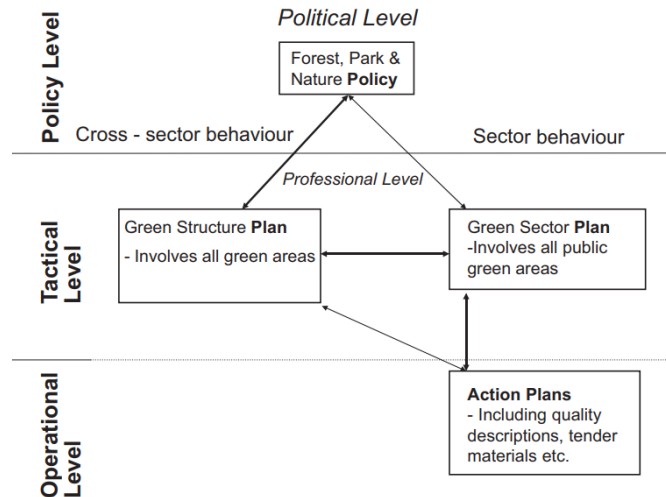 Political Level
Policy Level
Forest, Park &
Nature Policy
Cross - sector behaviour
Sector behaviour
Professional Level
Tactical
Level
Green Structure Plan
- Involves all green areas
Green Sector Plan
-Involves all public
green areas
Operational
Level
Action Plans
- Including quality
descriptions, tender
materials etc.